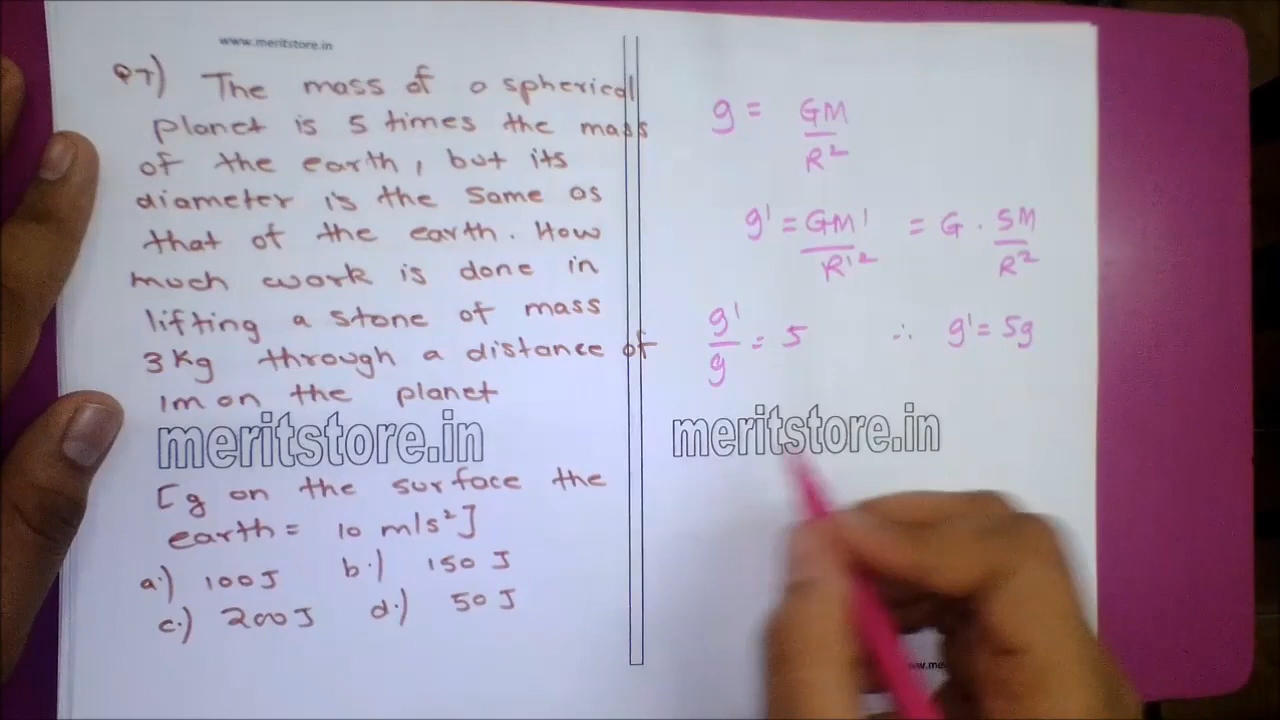 www.meritstore.in
Q7) The mass of a spherical
planet is 5 times the mass
of the earth, but its
diameter is the same as
that of the earth. How
much work is done in
lifting a stone of mass
3 Kg through a distance of
1m on the planet
meritstore.in
[g on the surface the
earth = 10 m/s²]
a.) 100J b.) 150 J
c.) 200J d.) 50 J
g = GM/R²
g' = GM'/R'² = G . 5M/R²
g'/g = 5 ∴ g' = 5g
meritstore.in